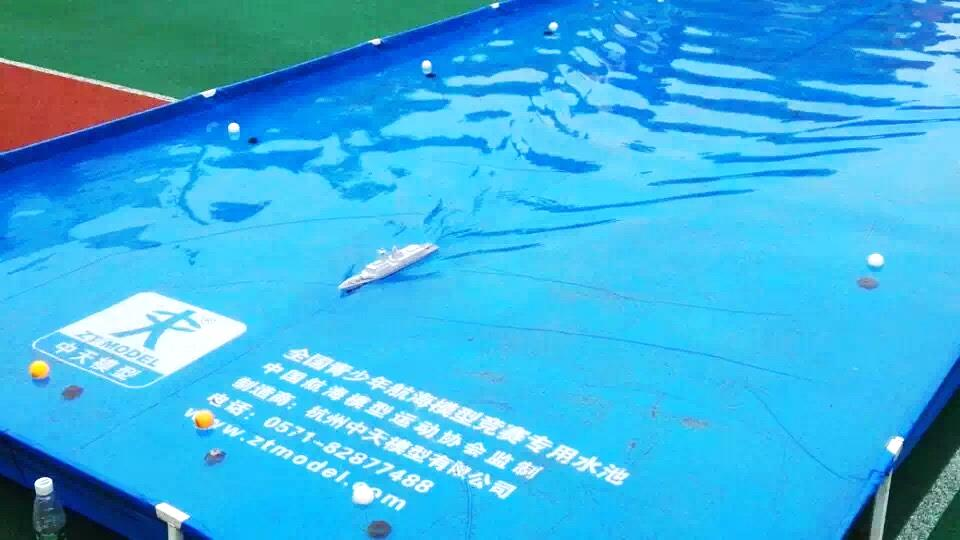 ZT MODEL
中天模型
全国青少年航海模型竞赛专用水池
中国航海模型运动协会监制
制造商：杭州中天模型有限公司
电话：0571-82877488
www.ztmodel.com